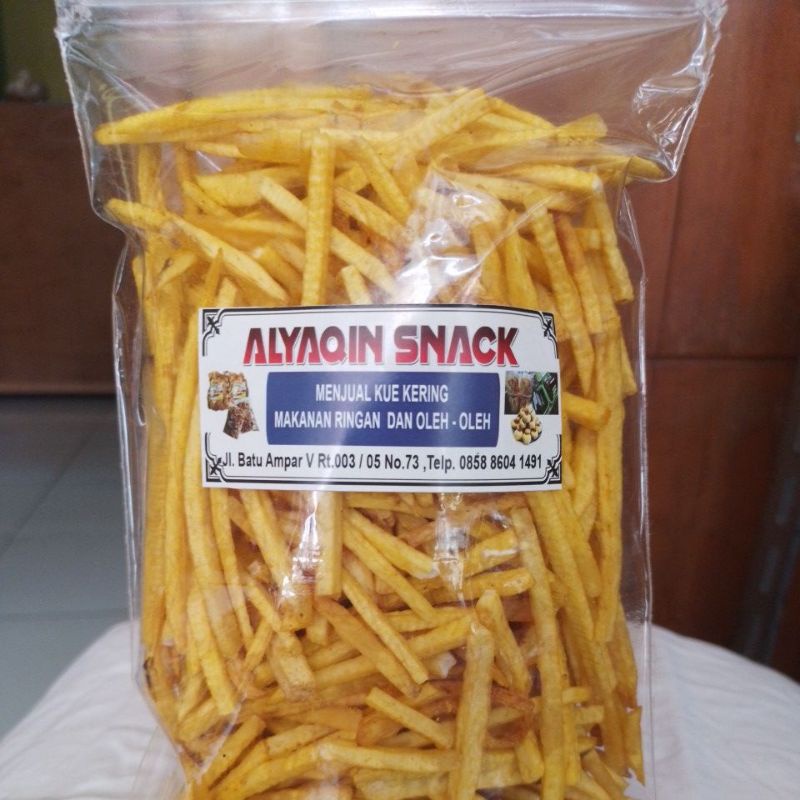 ALYAQIN SNACK
MENJUAL KUE KERING
MAKANAN RINGAN DAN OLEH - OLEH
Jl. Batu Ampar V Rt.003 / 05 No.73 ,Telp. 0858 8604 1491